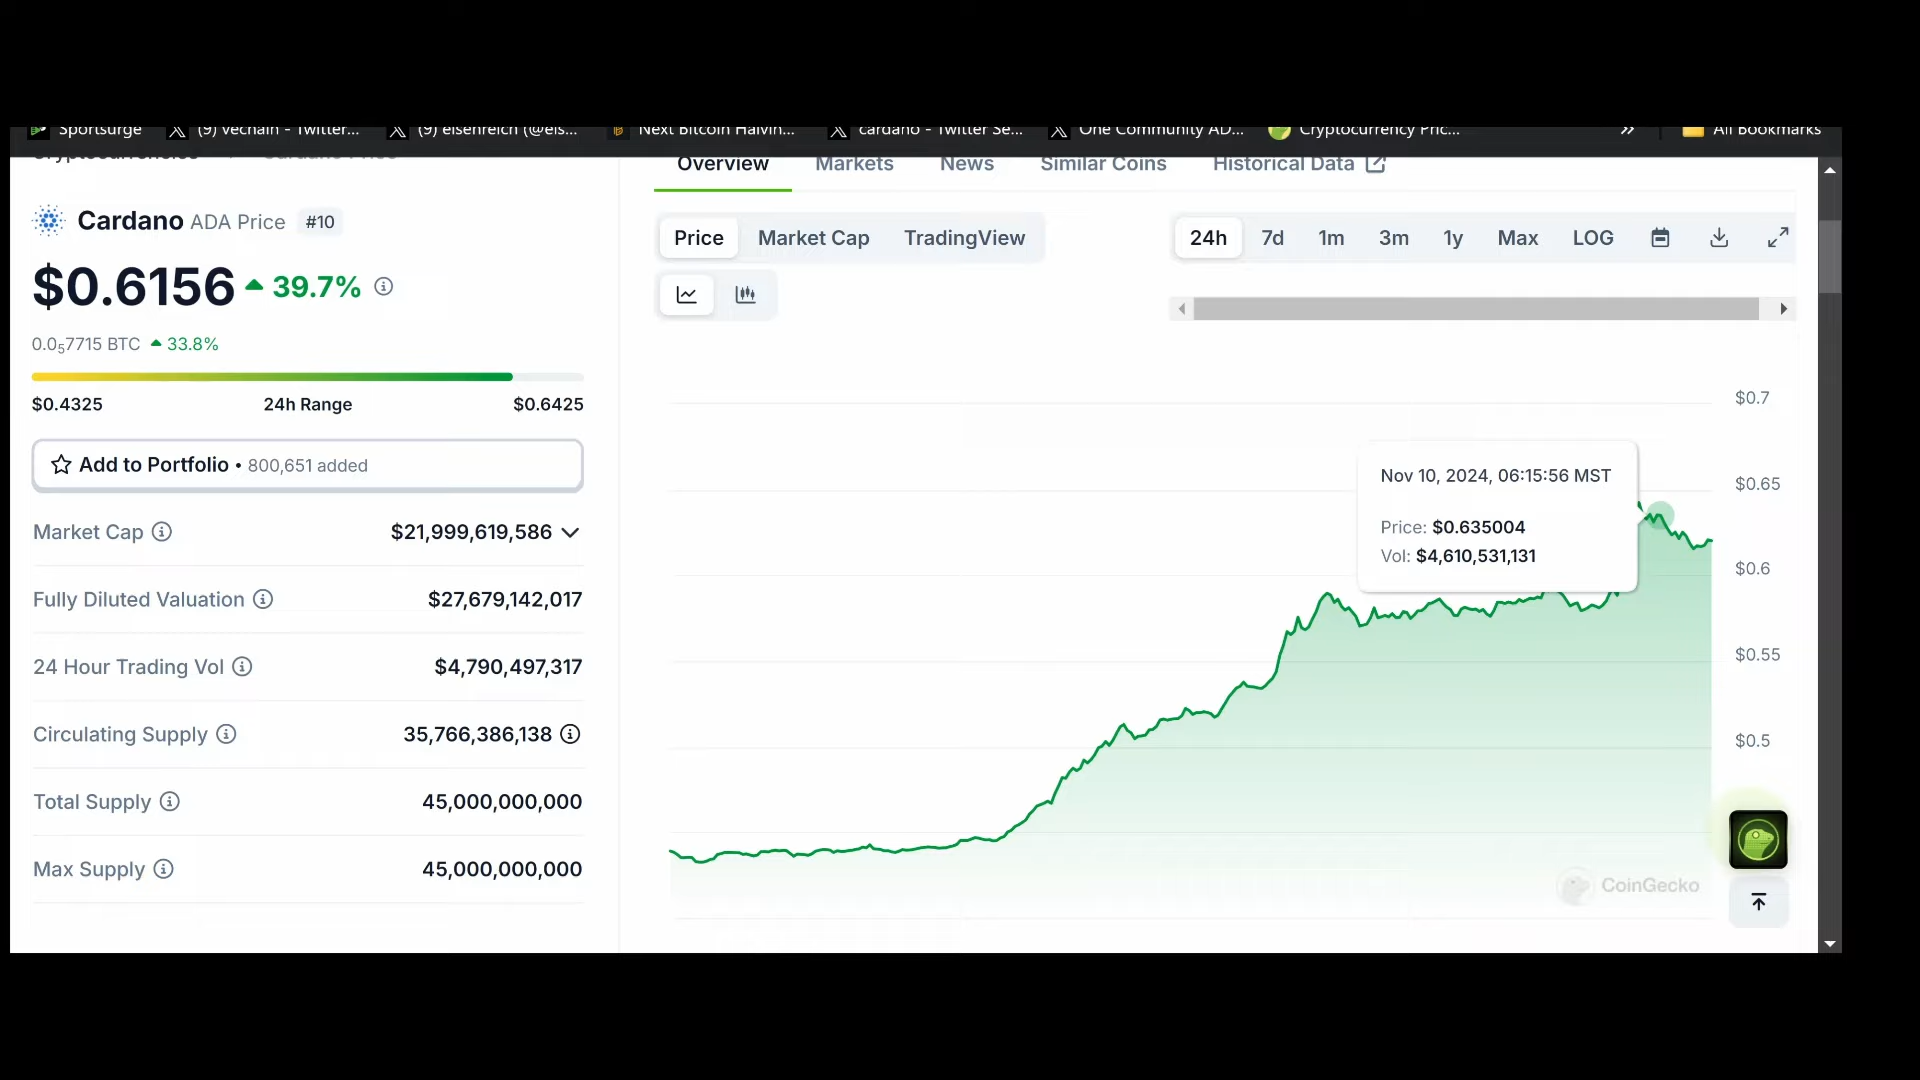 Sportsurge (9) vechain - Twitter... (9) eisenreich (@eis... Next Bitcoin Halvin... cardano - Twitter Se... One Community AD... Cryptocurrency Pric... » All Bookmarks
Cryptocurrencies Cardano Price
Overview Markets News Similar Coins Historical Data
Cardano ADA Price #10
$0.6156 39.7%
0.0₅7715 BTC 33.8%
$0.4325 24h Range $0.6425
Add to Portfolio • 800,651 added
Market Cap $21,999,619,586
Fully Diluted Valuation $27,679,142,017
24 Hour Trading Vol $4,790,497,317
Circulating Supply 35,766,386,138
Total Supply 45,000,000,000
Max Supply 45,000,000,000
Price Market Cap TradingView
24h 7d 1m 3m 1y Max LOG
$0.7
$0.65
$0.6
$0.55
$0.5
Nov 10, 2024, 06:15:56 MST
Price: $0.635004
Vol: $4,610,531,131
CoinGecko